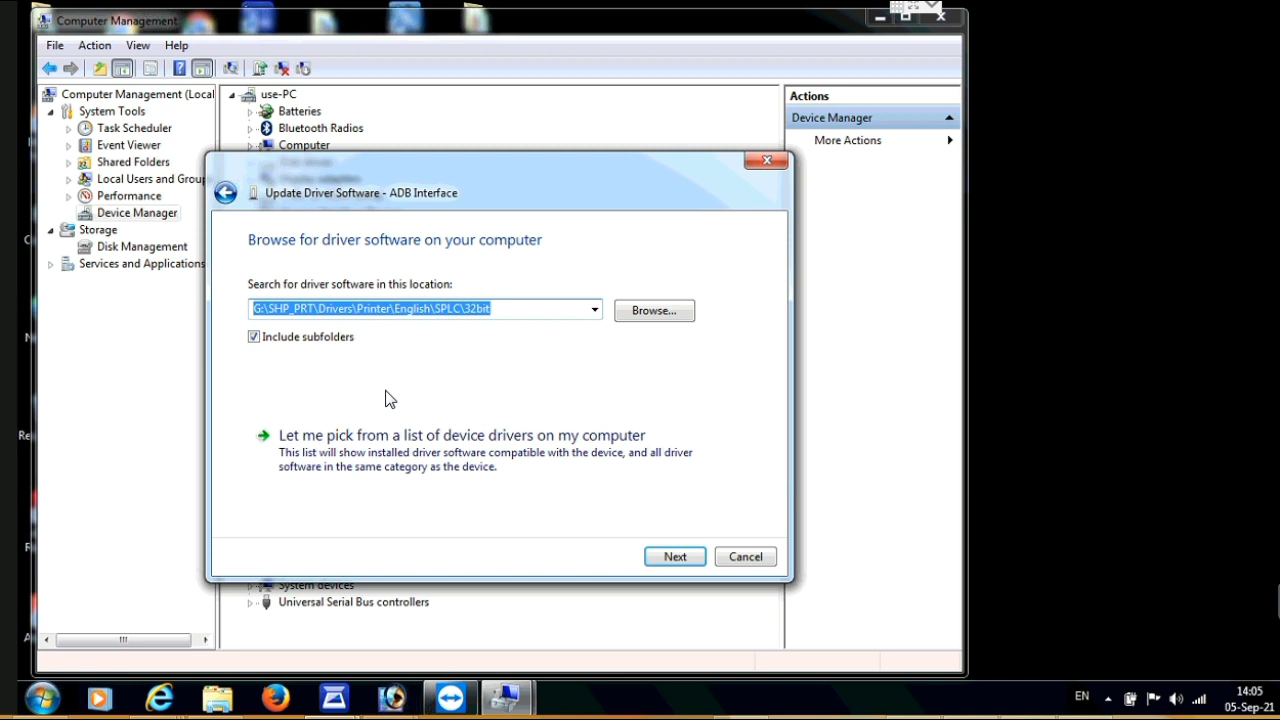 Computer Management
File Action View Help
Computer Management (Local
System Tools
Task Scheduler
Event Viewer
Shared Folders
Local Users and Group
Performance
Device Manager
Storage
Disk Management
Services and Applications
use-PC
Batteries
Bluetooth Radios
Computer
Actions
Device Manager
More Actions
Update Driver Software - ADB Interface
Browse for driver software on your computer
Search for driver software in this location:
G:\SHP_PRT\Drivers\Printer\English\SPLC\32bit
Browse...
Include subfolders
Let me pick from a list of device drivers on my computer
This list will show installed driver software compatible with the device, and all driver
software in the same category as the device.
Next Cancel
System devices
Universal Serial Bus controllers
EN
14:05
05-Sep-21